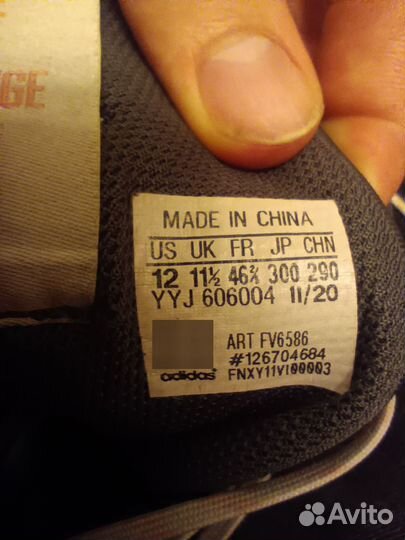 GE
MADE IN CHINA
US UK FR JP CHN
12 11½ 46⅔ 300 290
YYJ 606004 11/20
ART FV6586
#126704684
adidas FNXY11VI00003
Avito